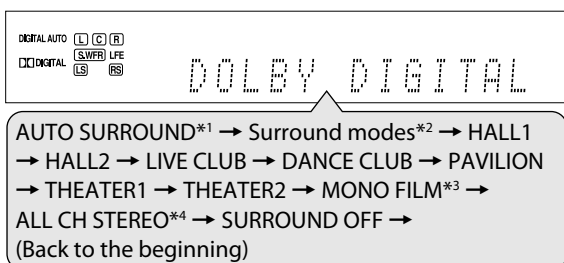 DIGITAL AUTO L C R
DIGITAL S.WFR LFE
LS RS
DOLBY DIGITAL
AUTO SURROUND*1 → Surround modes*2 → HALL1
→ HALL2 → LIVE CLUB → DANCE CLUB → PAVILION
→ THEATER1 → THEATER2 → MONO FILM*3 →
ALL CH STEREO*4 → SURROUND OFF →
(Back to the beginning)